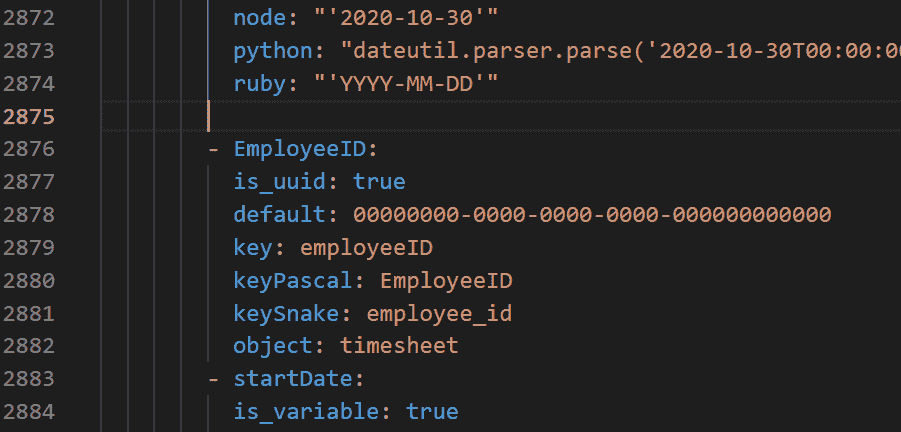 2872 node: "'2020-10-30'"
2873 python: "dateutil.parser.parse('2020-10-30T00:00:00
2874 ruby: "'YYYY-MM-DD'"
2875
2876 - EmployeeID:
2877 is_uuid: true
2878 default: 00000000-0000-0000-0000-000000000000
2879 key: employeeID
2880 keyPascal: EmployeeID
2881 keySnake: employee_id
2882 object: timesheet
2883 - startDate:
2884 is_variable: true